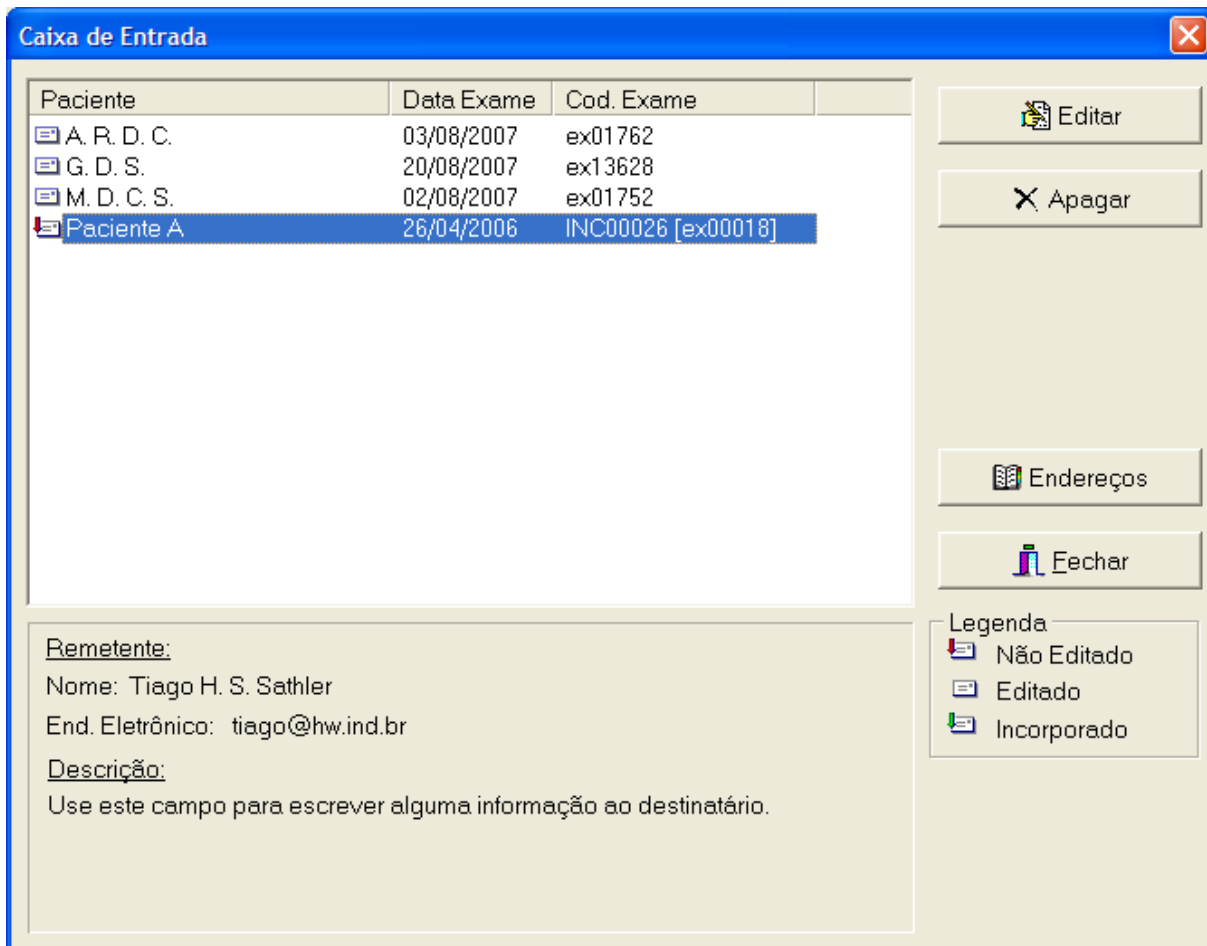 Caixa de Entrada
Paciente Data Exame Cod. Exame
A. R. D. C. 03/08/2007 ex01762
G. D. S. 20/08/2007 ex13628
M. D. C. S. 02/08/2007 ex01752
Paciente A 26/04/2006 INC00026 [ex00018]
Editar
Apagar
Endereços
Fechar
Remetente:
Nome: Tiago H. S. Sathler
End. Eletrônico: tiago@hw.ind.br
Descrição:
Use este campo para escrever alguma informação ao destinatário.
Legenda
Não Editado
Editado
Incorporado